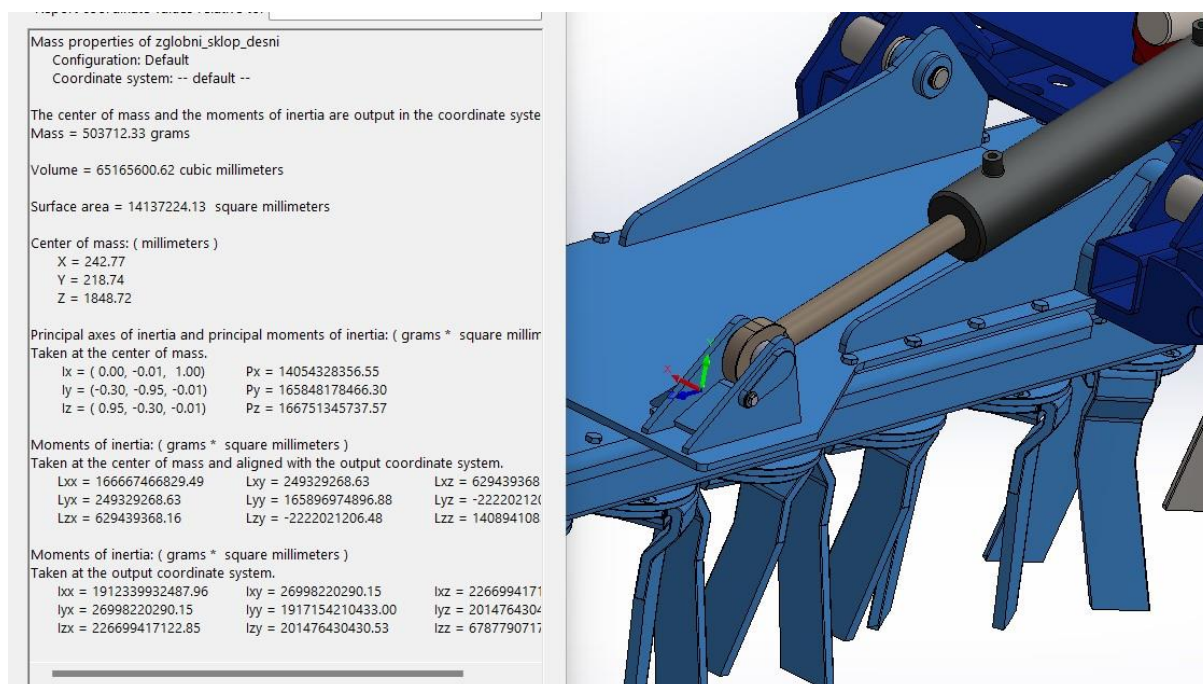 Report coordinate values relative to:
Mass properties of zglobni_sklop_desni
Configuration: Default
Coordinate system: -- default --
The center of mass and the moments of inertia are output in the coordinate syste
Mass = 503712.33 grams
Volume = 65165600.62 cubic millimeters
Surface area = 14137224.13 square millimeters
Center of mass: ( millimeters )
X = 242.77
Y = 218.74
Z = 1848.72
Principal axes of inertia and principal moments of inertia: ( grams * square millim
Taken at the center of mass.
Ix = ( 0.00, -0.01, 1.00) Px = 14054328356.55
Iy = (-0.30, -0.95, -0.01) Py = 165848178466.30
Iz = ( 0.95, -0.30, -0.01) Pz = 166751345737.57
Moments of inertia: ( grams * square millimeters )
Taken at the center of mass and aligned with the output coordinate system.
Lxx = 166667466829.49 Lxy = 249329268.63 Lxz = 629439368
Lyx = 249329268.63 Lyy = 165896974896.88 Lyz = -222202120
Lzx = 629439368.16 Lzy = -2222021206.48 Lzz = 140894108
Moments of inertia: ( grams * square millimeters )
Taken at the output coordinate system.
Ixx = 1912339932487.96 Ixy = 26998220290.15 Ixz = 2266994171
Iyx = 26998220290.15 Iyy = 1917154210433.00 Iyz = 2014764304
Izx = 226699417122.85 Izy = 201476430430.53 Izz = 6787790717
X
Y